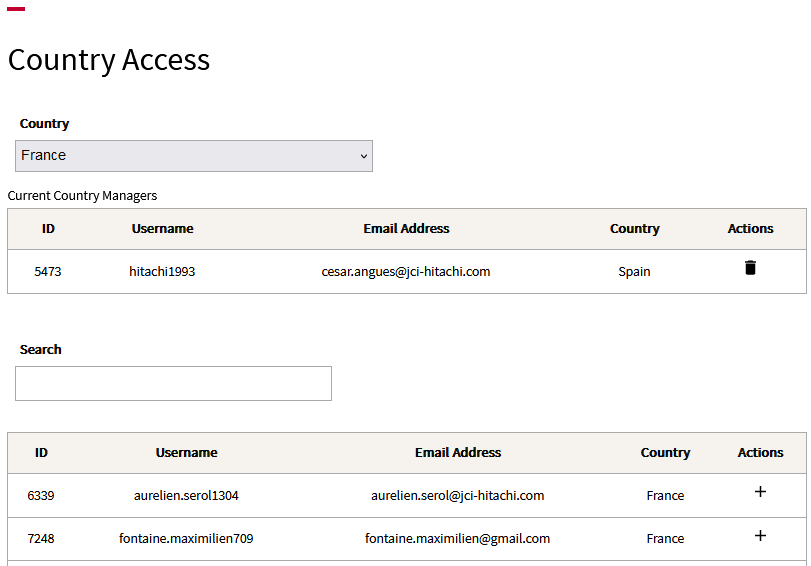 Country Access
Country
France
Current Country Managers
ID Username Email Address Country Actions
5473 hitachi1993 cesar.angues@jci-hitachi.com Spain
Search
ID Username Email Address Country Actions
6339 aurelien.serol1304 aurelien.serol@jci-hitachi.com France
7248 fontaine.maximilien709 fontaine.maximilien@gmail.com France